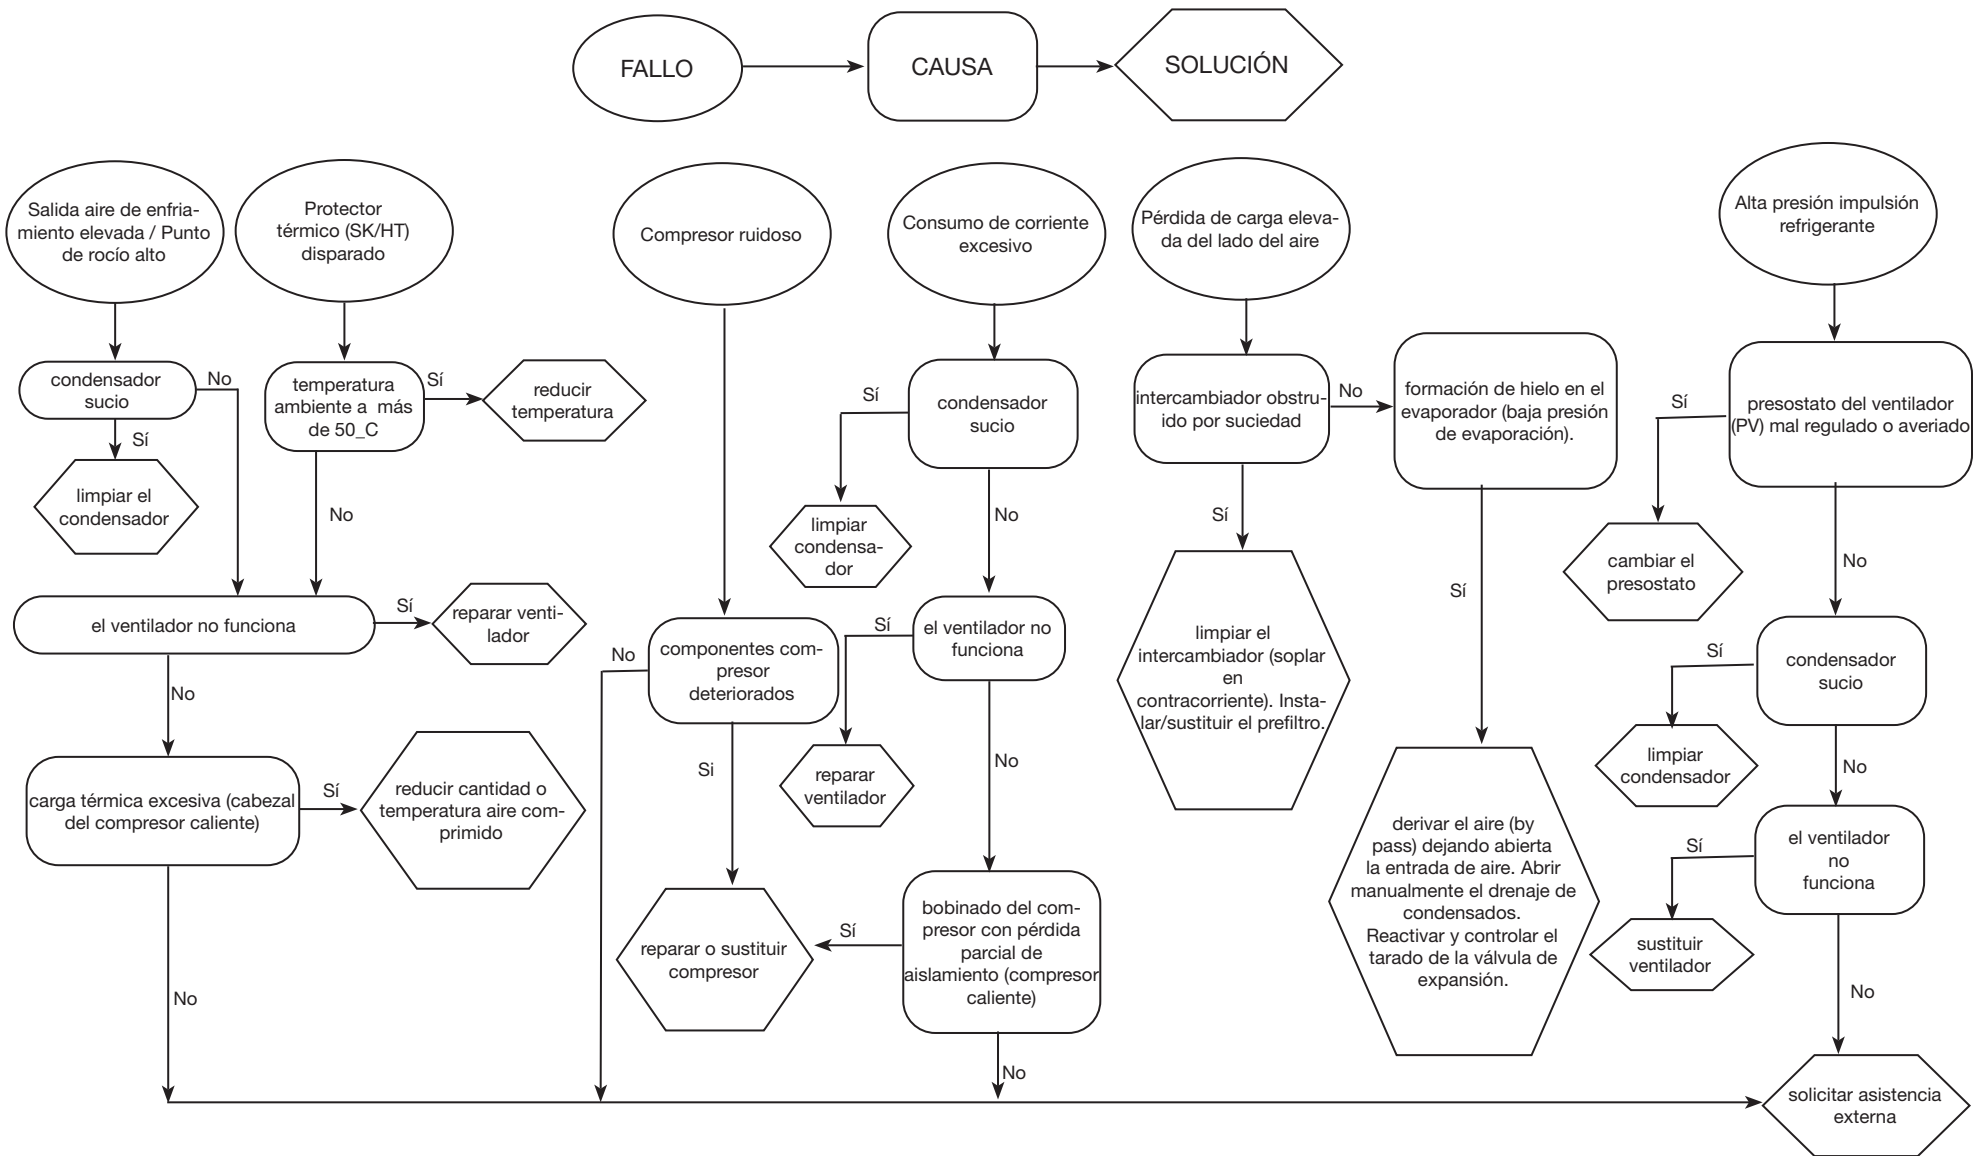 FALLO
CAUSA
SOLUCIÓN
Salida aire de enfria-
miento elevada / Punto
de rocío alto
Protector
térmico (SK/HT)
disparado
Compresor ruidoso
Consumo de corriente
excesivo
Pérdida de carga eleva-
da del lado del aire
Alta presión impulsión
refrigerante
condensador
sucio
No
Sí
limpiar el
condensador
temperatura
ambiente a más
de 50_C
Sí
reducir
temperatura
No
el ventilador no funciona
Sí
reparar venti-
lador
No
carga térmica excesiva (cabezal
del compresor caliente)
Sí
reducir cantidad o
temperatura aire com-
primido
No
componentes com-
presor
deteriorados
No
Si
reparar o sustituir
compresor
condensador
sucio
Sí
limpiar
condensa-
dor
No
el ventilador no
funciona
Sí
reparar
ventilador
No
bobinado del com-
presor con pérdida
parcial de
aislamiento (compresor
caliente)
Sí
No
intercambiador obstru-
ido por suciedad
No
Sí
limpiar el
intercambiador (soplar
en
contracorriente). Insta-
lar/sustituir el prefiltro.
formación de hielo en el
evaporador (baja presión
de evaporación).
Sí
derivar el aire (by
pass) dejando abierta
la entrada de aire. Abrir
manualmente el drenaje de
condensados.
Reactivar y controlar el
tarado de la válvula de
expansión.
presostato del ventilador
(PV) mal regulado o averiado
Sí
cambiar el
presostato
No
condensador
sucio
Sí
limpiar
condensador
No
el ventilador
no
funciona
Sí
sustituir
ventilador
No
solicitar asistencia
externa